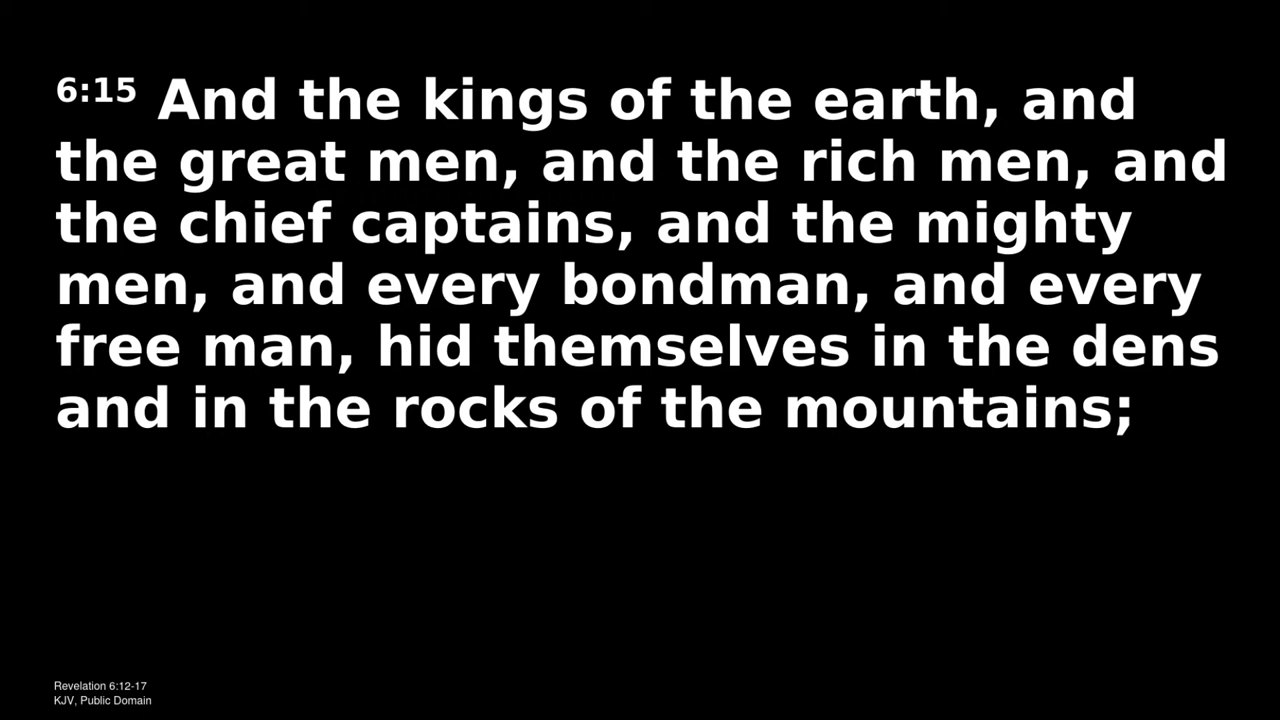 6:15 And the kings of the earth, and
the great men, and the rich men, and
the chief captains, and the mighty
men, and every bondman, and every
free man, hid themselves in the dens
and in the rocks of the mountains;
Revelation 6:12-17
KJV, Public Domain